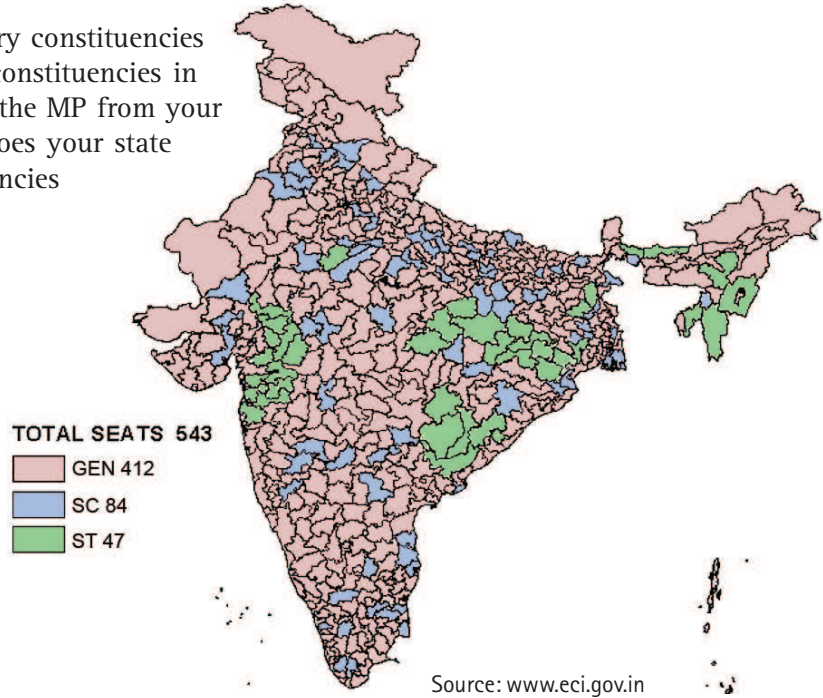 ry constituencies
constituencies in
the MP from your
oes your state
ncies
TOTAL SEATS 543
GEN 412
SC 84
ST 47
Source: www.eci.gov.in